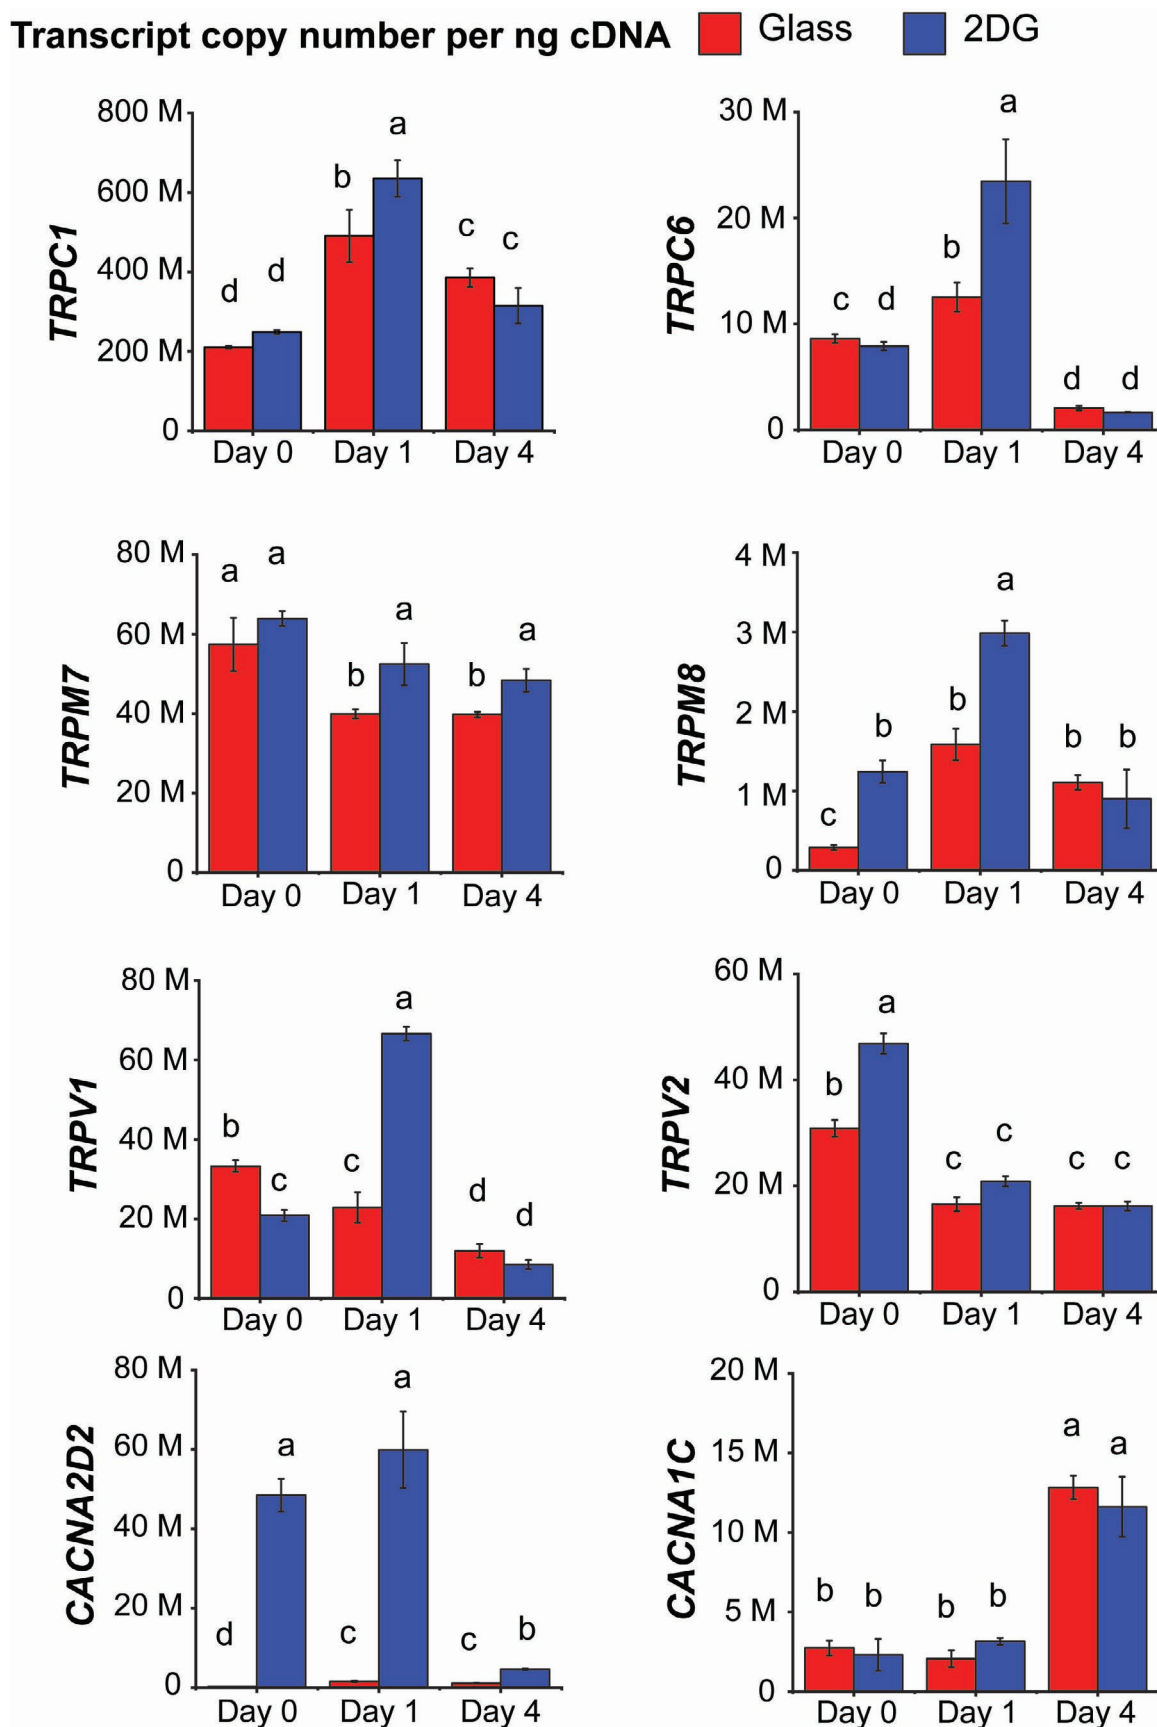 Transcript copy number per ng cDNA Glass 2DG
TRPC1
800 M
600 M
400 M
200 M
0
d d b a c c
Day 0 Day 1 Day 4
TRPC6
30 M
20 M
10 M
0
c d b a d d
Day 0 Day 1 Day 4
TRPM7
80 M
60 M
40 M
20 M
0
a a b a b a
Day 0 Day 1 Day 4
TRPM8
4 M
3 M
2 M
1 M
0
c b b a b b
Day 0 Day 1 Day 4
TRPV1
80 M
60 M
40 M
20 M
0
b c c a d d
Day 0 Day 1 Day 4
TRPV2
60 M
40 M
20 M
0
b a c c c c
Day 0 Day 1 Day 4
CACNA2D2
80 M
60 M
40 M
20 M
0
d a c a c b
Day 0 Day 1 Day 4
CACNA1C
20 M
15 M
10 M
5 M
0
b b b b a a
Day 0 Day 1 Day 4